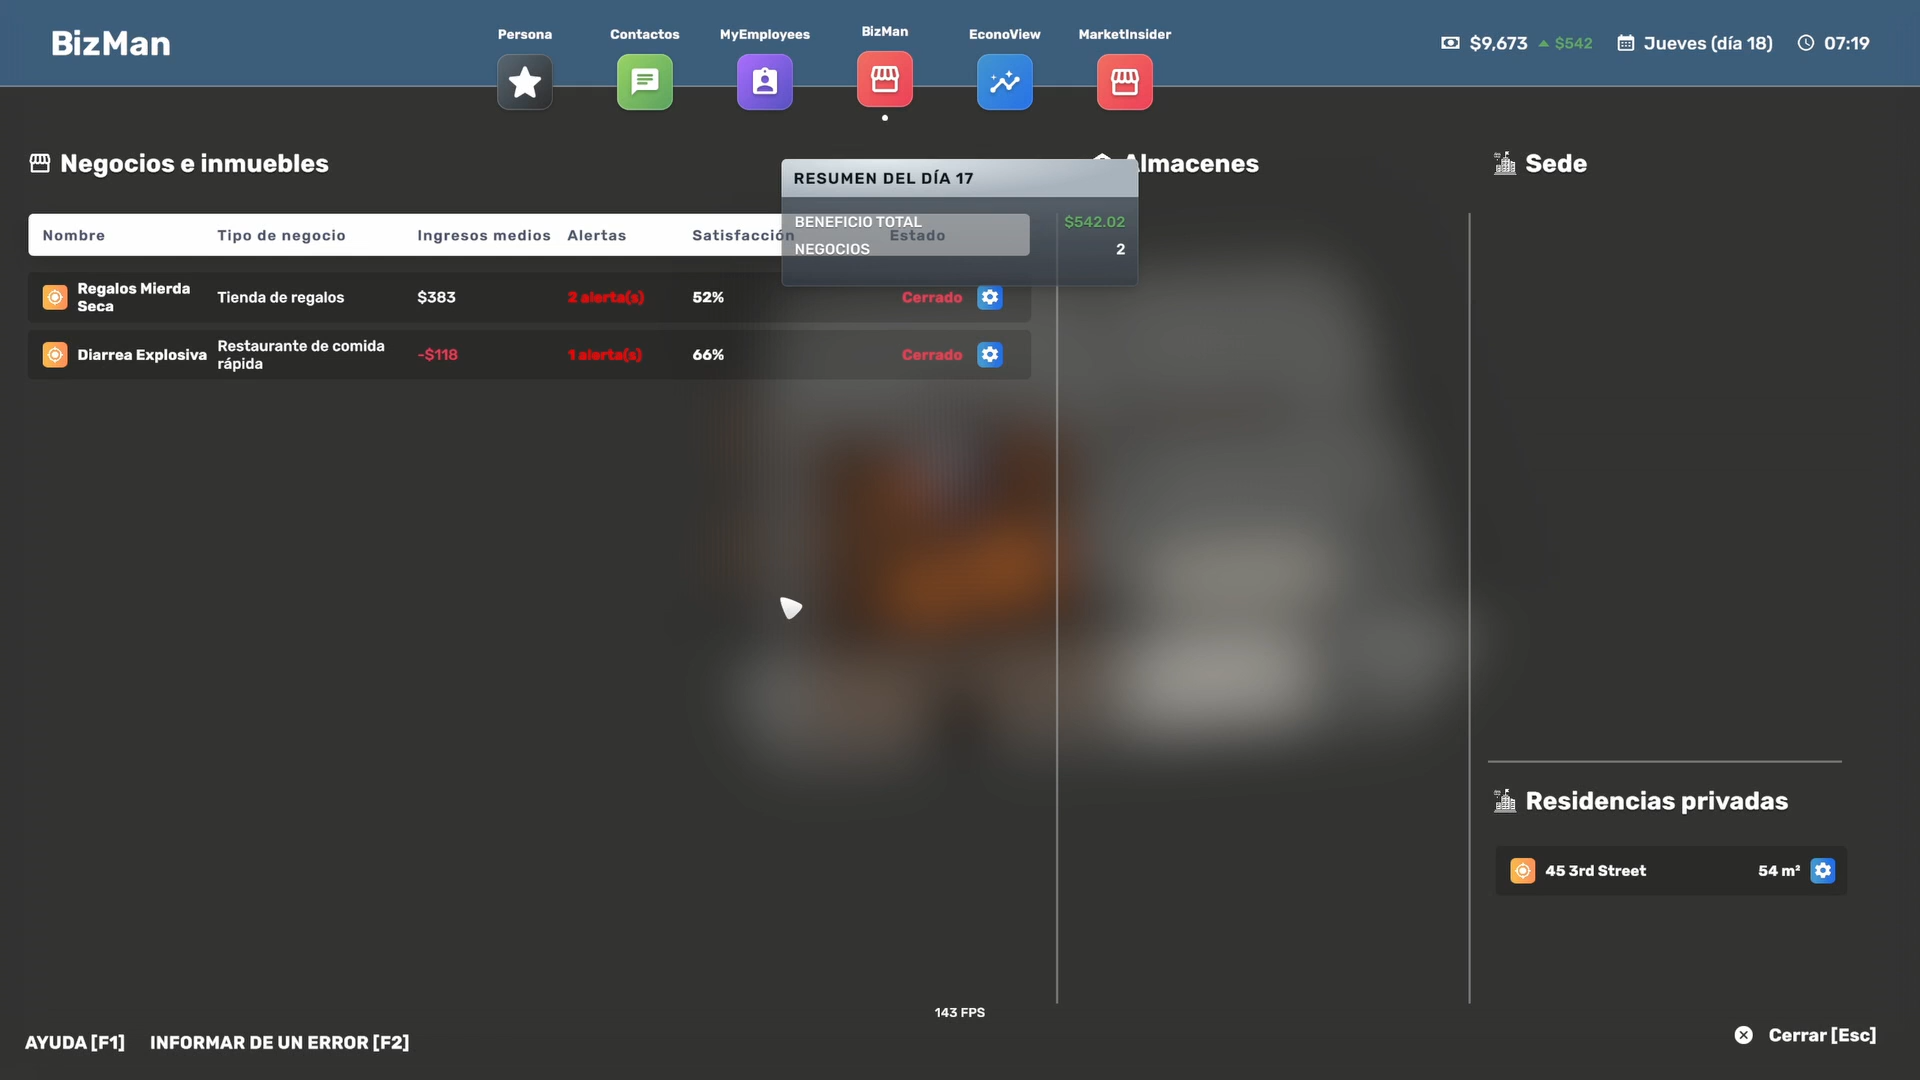 BizMan
Persona
Contactos
MyEmployees
BizMan
EconoView
MarketInsider
$9,673 $542
Jueves (día 18)
07:19
Negocios e inmuebles
Almacenes
Sede
RESUMEN DEL DÍA 17
BENEFICIO TOTAL $542.02
NEGOCIOS 2
Nombre Tipo de negocio Ingresos medios Alertas Satisfacción Estado
Regalos Mierda
Seca
Tienda de regalos
$383
2 alerta(s)
52%
Cerrado
Diarrea Explosiva
Restaurante de comida
rápida
-$118
1 alerta(s)
66%
Cerrado
Residencias privadas
45 3rd Street 54 m²
143 FPS
AYUDA [F1] INFORMAR DE UN ERROR [F2]
Cerrar [Esc]